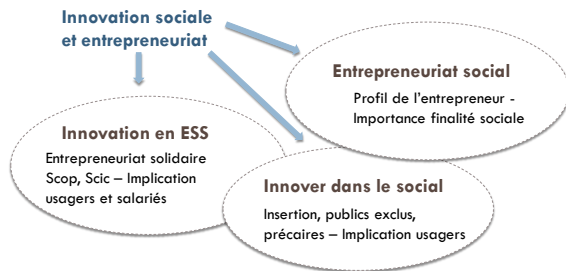 Innovation sociale
et entrepreneuriat
Entrepreneuriat social
Profil de l'entrepreneur -
Importance finalité sociale
Innovation en ESS
Entrepreneuriat solidaire
Scop, Scic – Implication
usagers et salariés
Innover dans le social
Insertion, publics exclus,
précaires – Implication usagers